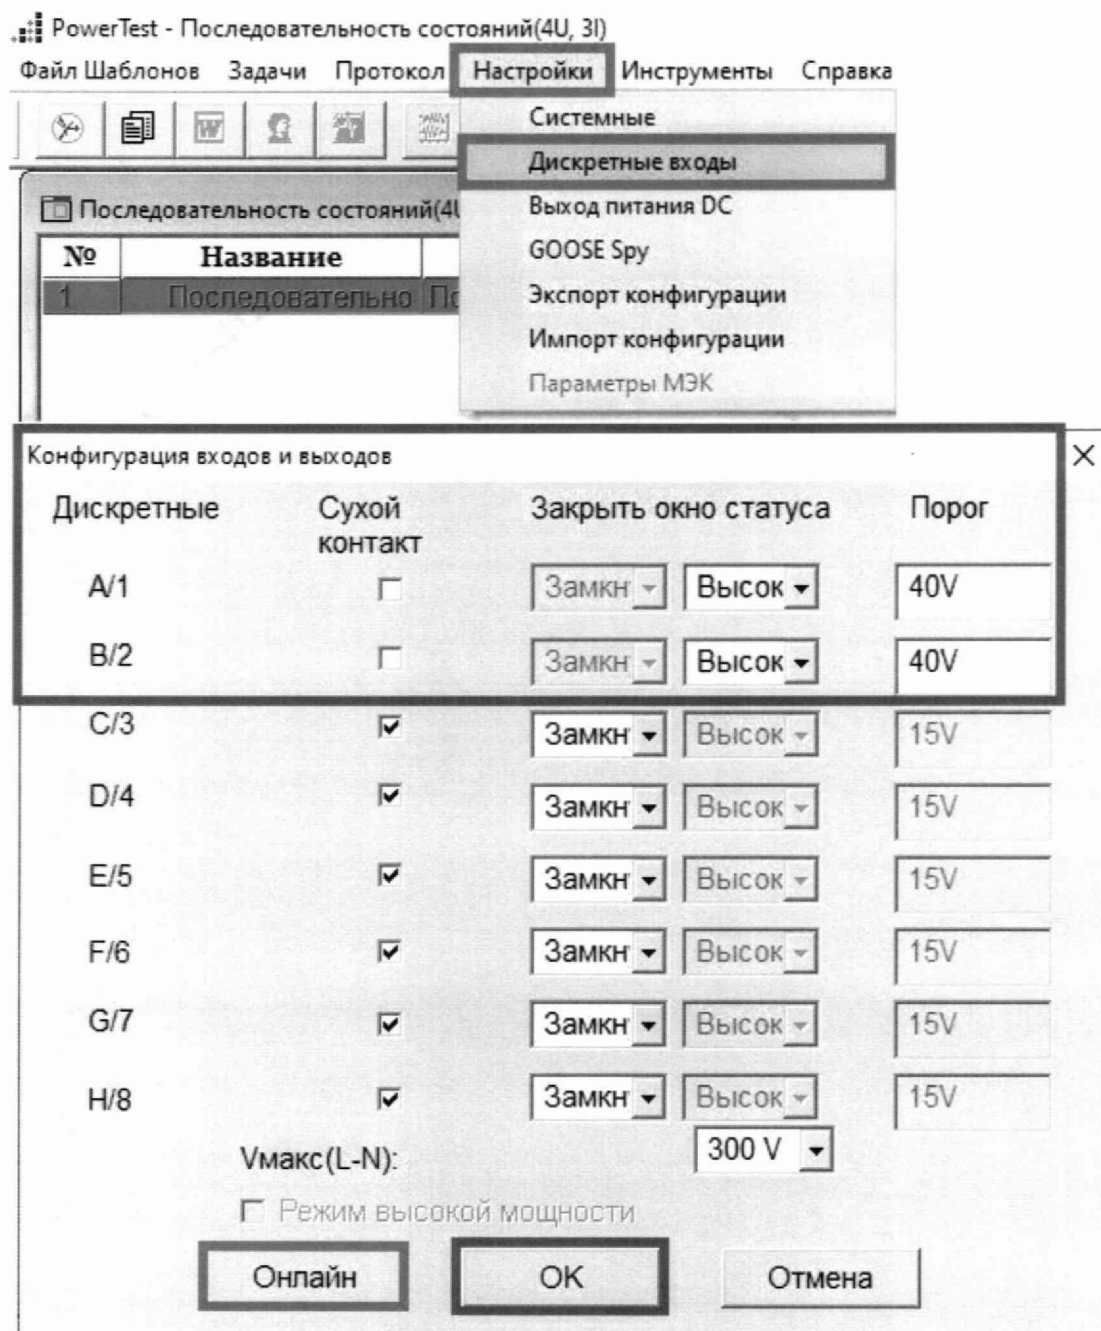 PowerTest - Последовательность состояний(4U, 3I)
Файл Шаблонов Задачи Протокол Настройки Инструменты Справка
Системные
Дискретные входы
Последовательность состояний(4U
Выход питания DC
№ Название
GOOSE Spy
1 Последовательно По
Экспорт конфигурации
Импорт конфигурации
Параметры МЭК
Конфигурация входов и выходов
Дискретные Сухой контакт Закрыть окно статуса Порог
A/1 Замкн Высок 40V
B/2 Замкн Высок 40V
C/3 Замкн Высок 15V
D/4 Замкн Высок 15V
E/5 Замкн Высок 15V
F/6 Замкн Высок 15V
G/7 Замкн Высок 15V
H/8 Замкн Высок 15V
Vмакс(L-N): 300 V
Режим высокой мощности
Онлайн OK Отмена